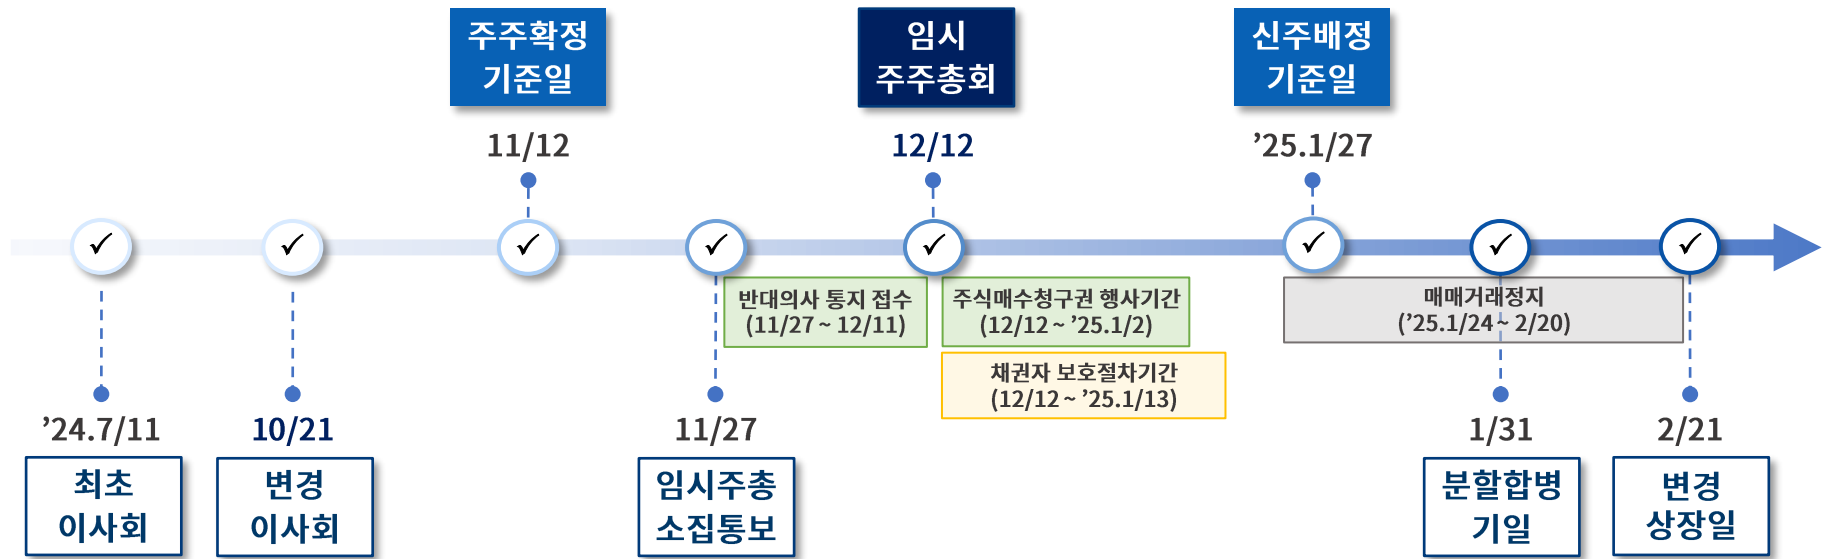 주주확정
기준일
11/12
임시
주주총회
12/12
신주배정
기준일
’25.1/27
반대의사 통지 접수
(11/27 ~ 12/11)
주식매수청구권 행사기간
(12/12 ~ ’25.1/2)
채권자 보호절차기간
(12/12 ~ ’25.1/13)
매매거래정지
(’25.1/24 ~ 2/20)
’24.7/11
최초
이사회
10/21
변경
이사회
11/27
임시주총
소집통보
1/31
분할합병
기일
2/21
변경
상장일